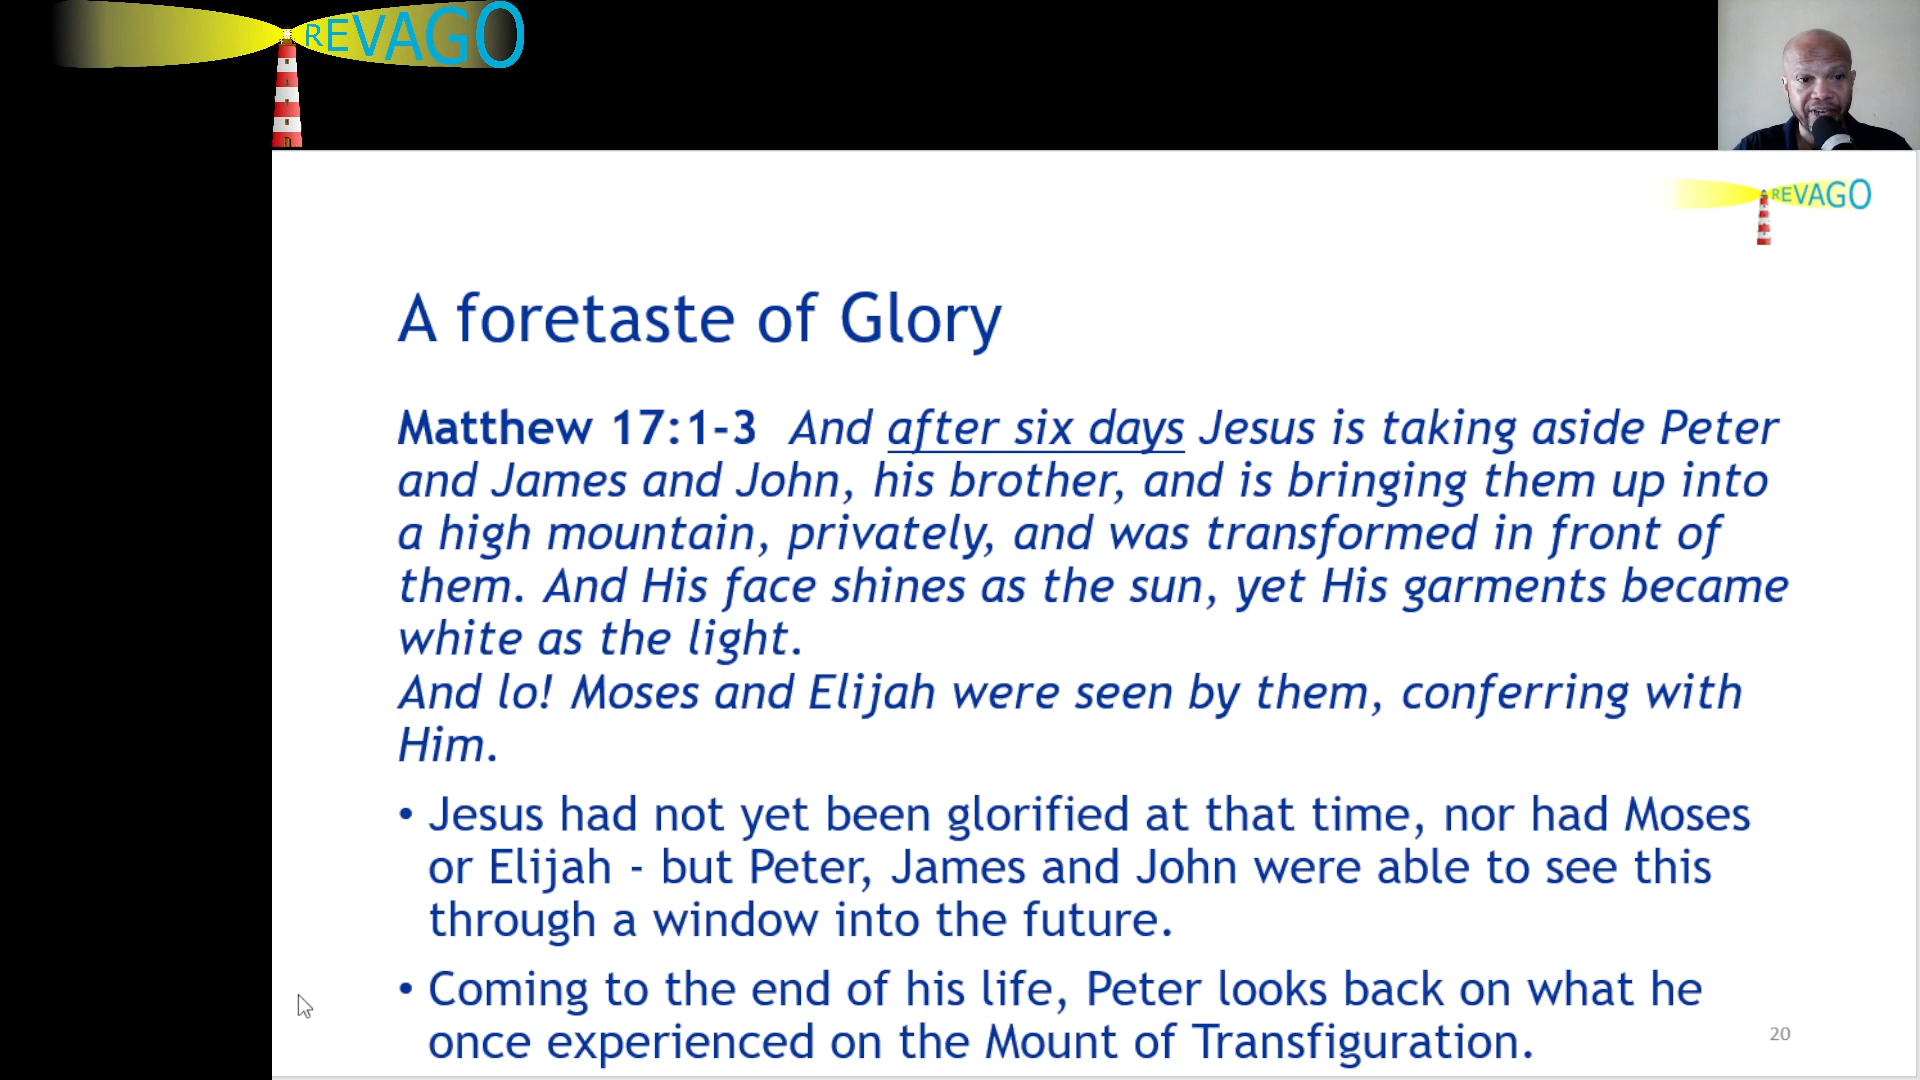 REVAGO
REVAGO
A foretaste of Glory
Matthew 17:1-3 And after six days Jesus is taking aside Peter
and James and John, his brother, and is bringing them up into
a high mountain, privately, and was transformed in front of
them. And His face shines as the sun, yet His garments became
white as the light.
And lo! Moses and Elijah were seen by them, conferring with
Him.
• Jesus had not yet been glorified at that time, nor had Moses
or Elijah - but Peter, James and John were able to see this
through a window into the future.
• Coming to the end of his life, Peter looks back on what he
once experienced on the Mount of Transfiguration.
20